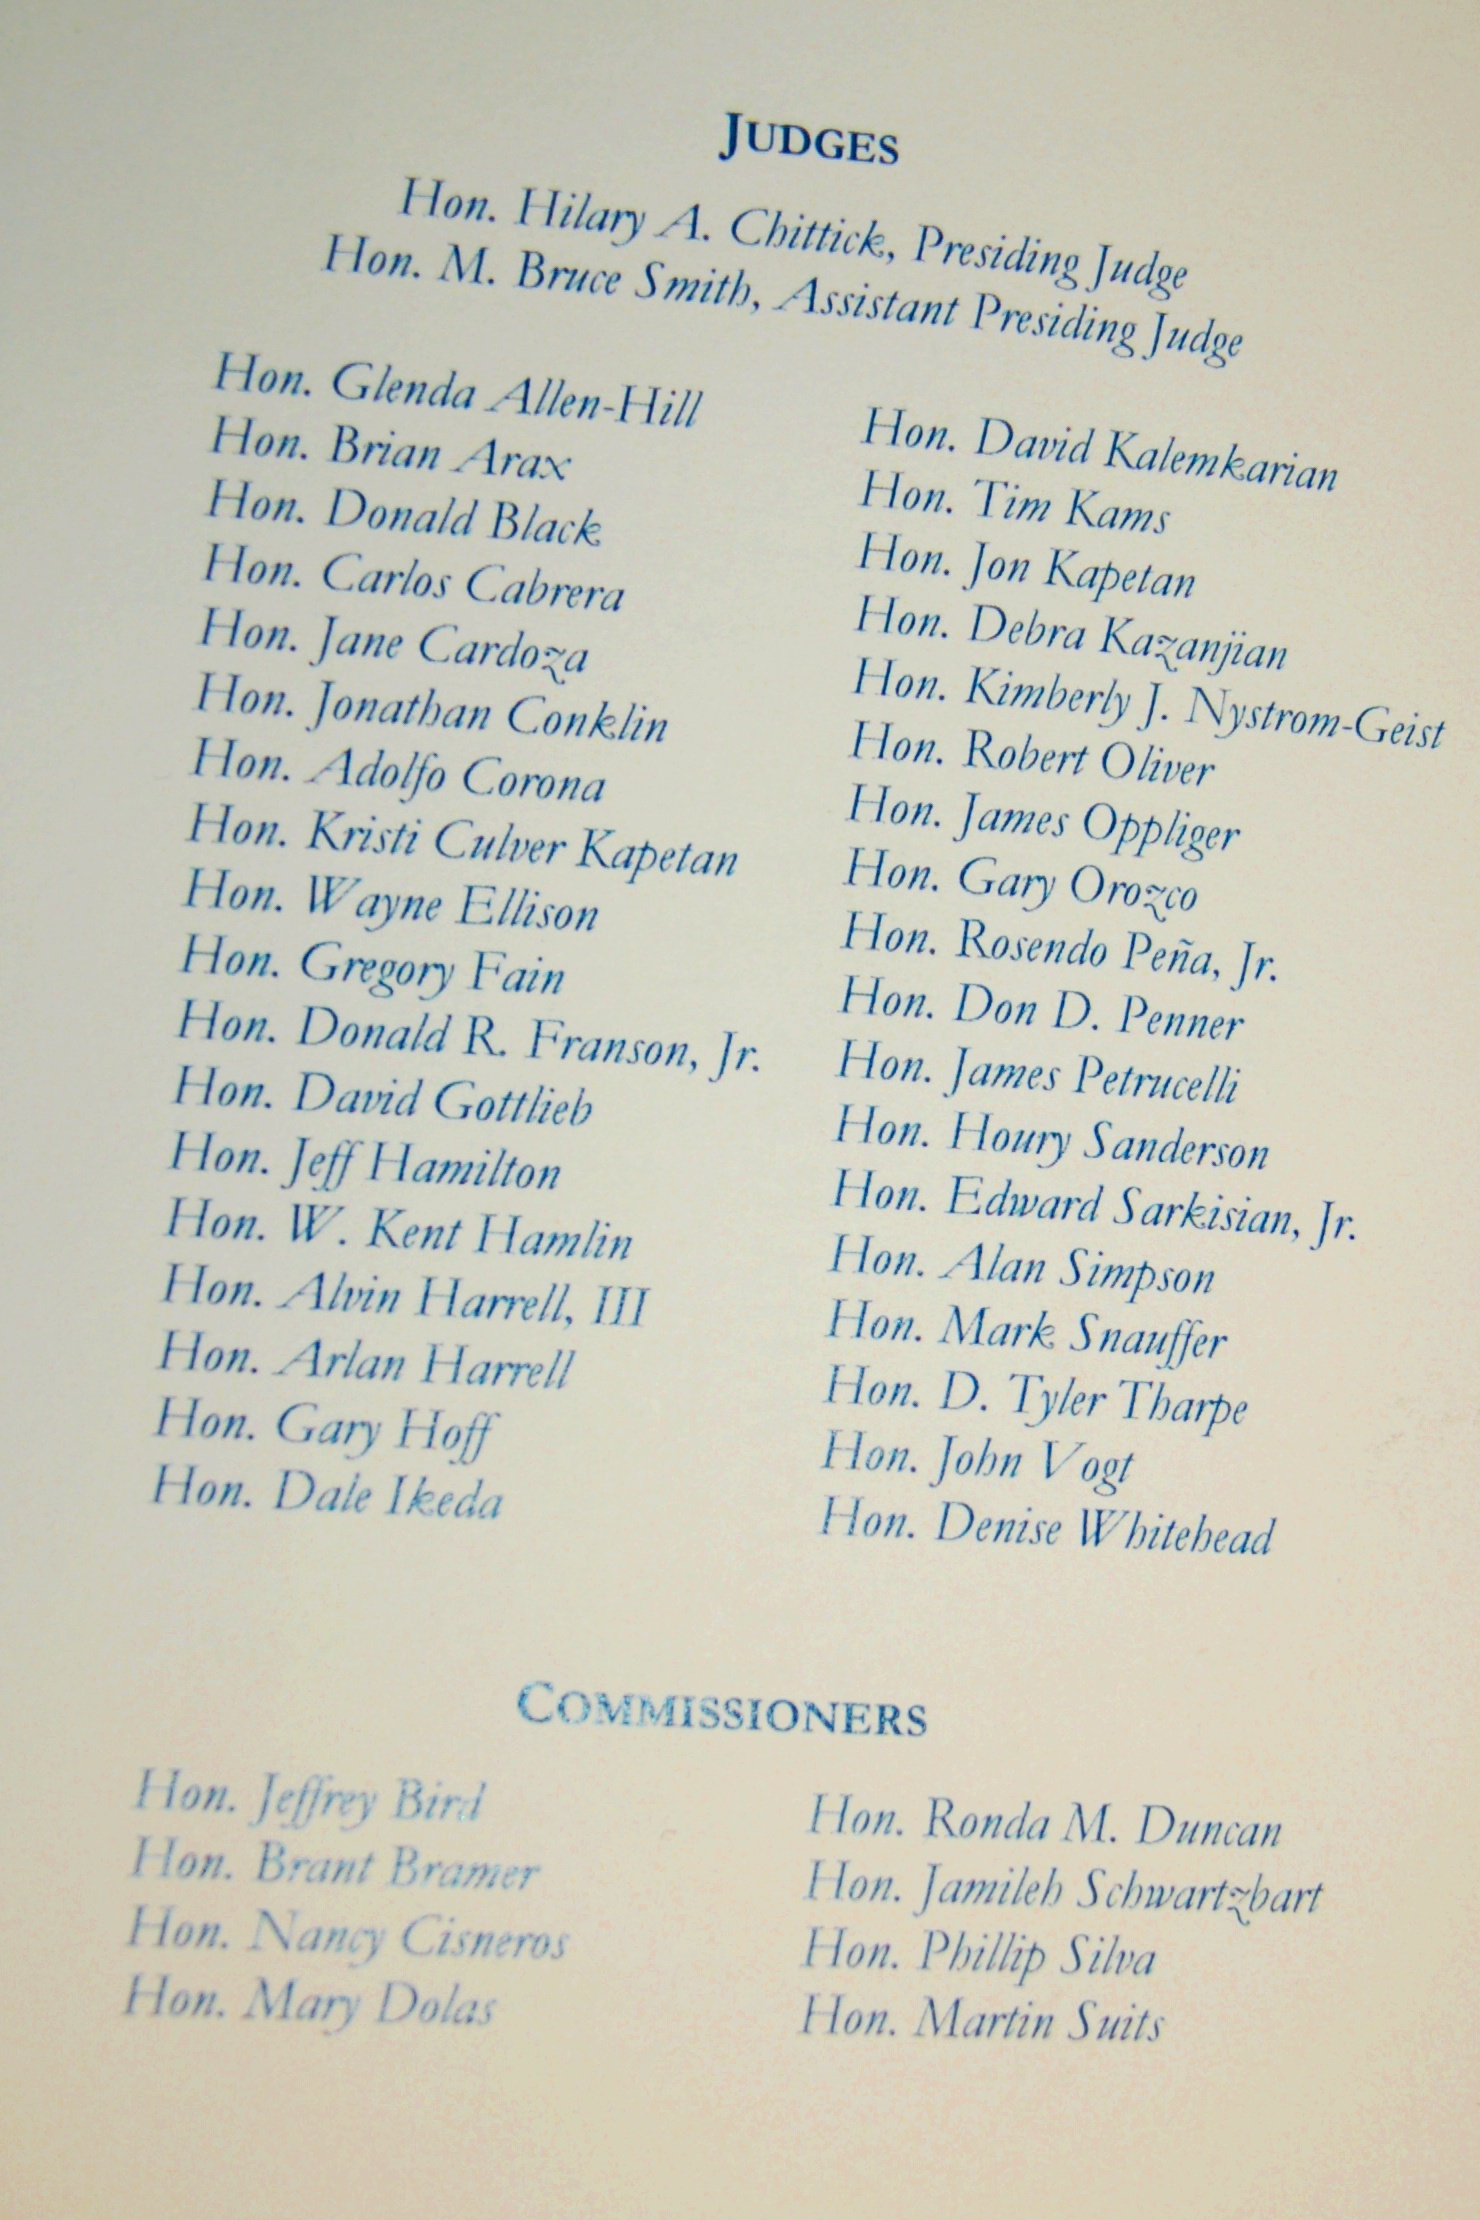 JUDGES
Hon. Hilary A. Chittick, Presiding Judge
Hon. M. Bruce Smith, Assistant Presiding Judge
Hon. Glenda Allen-Hill
Hon. Brian Arax
Hon. Donald Black
Hon. Carlos Cabrera
Hon. Jane Cardoza
Hon. Jonathan Conklin
Hon. Adolfo Corona
Hon. Kristi Culver Kapetan
Hon. Wayne Ellison
Hon. Gregory Fain
Hon. Donald R. Franson, Jr.
Hon. David Gottlieb
Hon. Jeff Hamilton
Hon. W. Kent Hamlin
Hon. Alvin Harrell, III
Hon. Arlan Harrell
Hon. Gary Hoff
Hon. Dale Ikeda
Hon. David Kalemkarian
Hon. Tim Kams
Hon. Jon Kapetan
Hon. Debra Kazanjian
Hon. Kimberly J. Nystrom-Geist
Hon. Robert Oliver
Hon. James Oppliger
Hon. Gary Orozco
Hon. Rosendo Peña, Jr.
Hon. Don D. Penner
Hon. James Petrucelli
Hon. Houry Sanderson
Hon. Edward Sarkisian, Jr.
Hon. Alan Simpson
Hon. Mark Snauffer
Hon. D. Tyler Tharpe
Hon. John Vogt
Hon. Denise Whitehead
COMMISSIONERS
Hon. Jeffrey Bird
Hon. Brant Bramer
Hon. Nancy Cisneros
Hon. Mary Dolas
Hon. Ronda M. Duncan
Hon. Jamileh Schwartzbart
Hon. Phillip Silva
Hon. Martin Suits